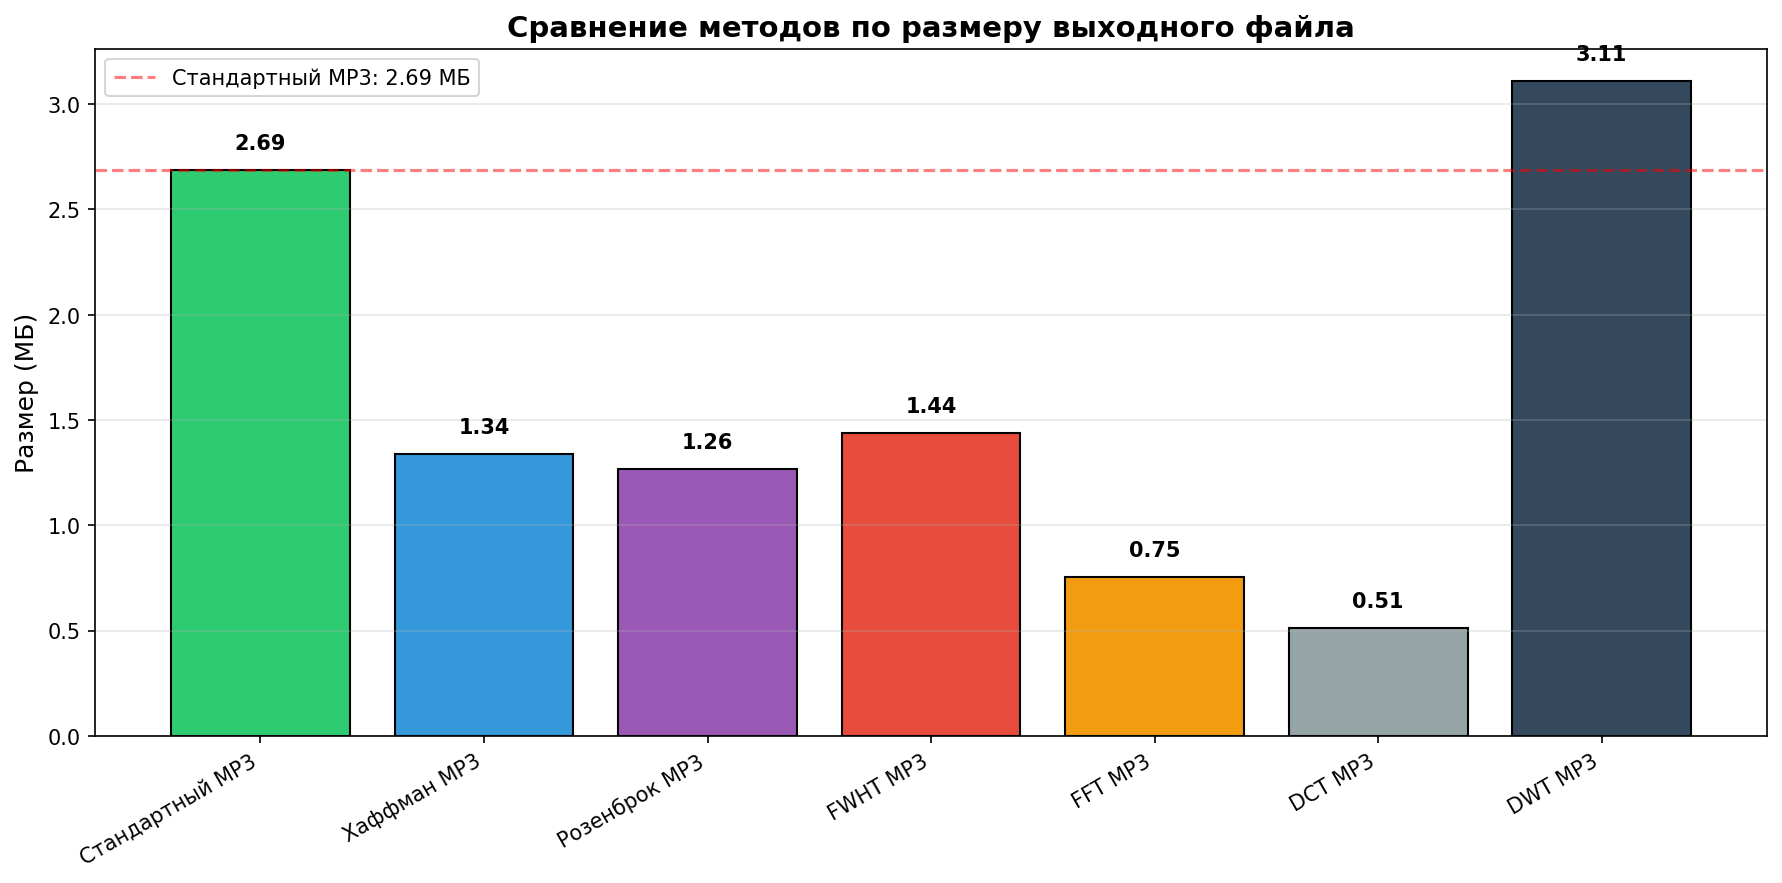 Сравнение методов по размеру выходного файла
Стандартный MP3: 2.69 МБ
Размер (МБ)
3.0
2.5
2.0
1.5
1.0
0.5
0.0
2.69
1.34
1.26
1.44
0.75
0.51
3.11
Стандартный MP3
Хаффман MP3
Розенброк MP3
FWHT MP3
FFT MP3
DCT MP3
DWT MP3